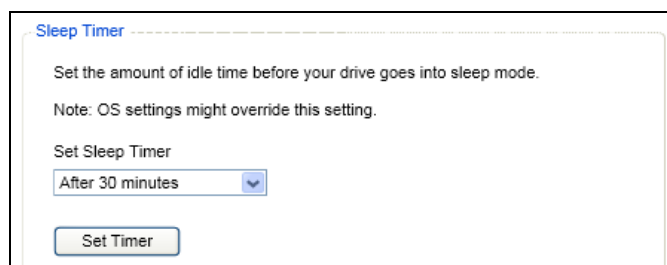 Sleep Timer
Set the amount of idle time before your drive goes into sleep mode.
Note: OS settings might override this setting.
Set Sleep Timer
After 30 minutes
Set Timer